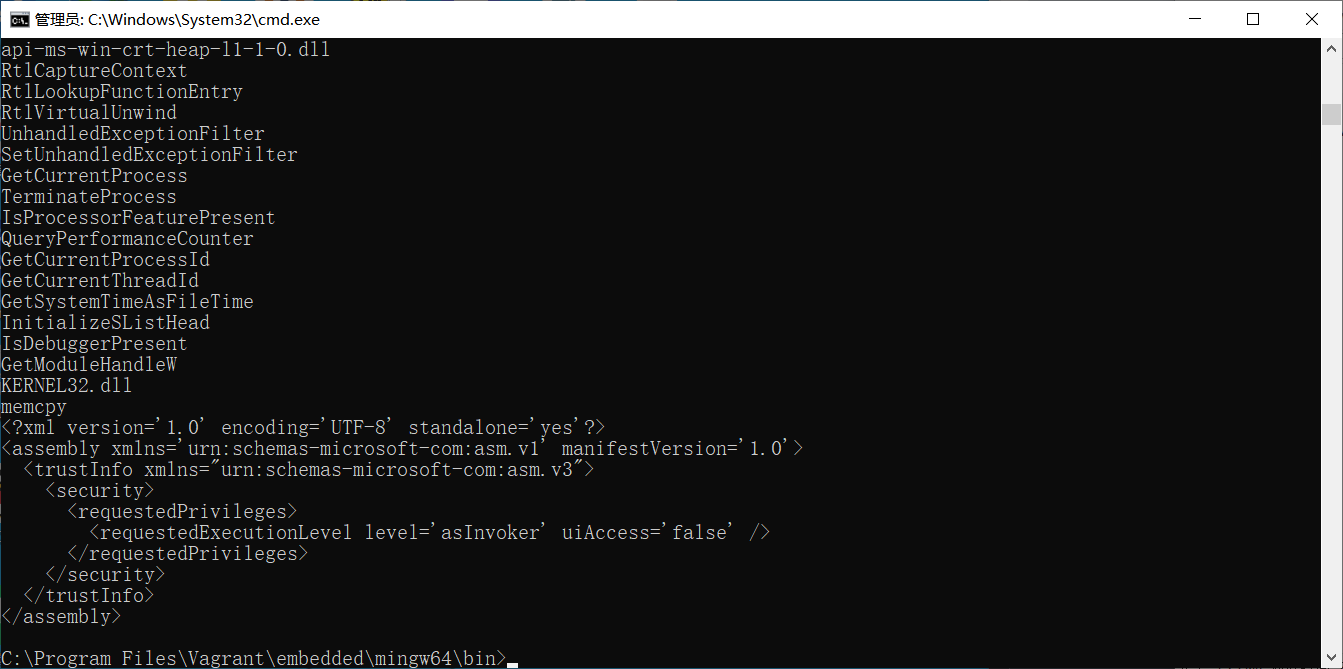 管理员: C:\Windows\System32\cmd.exe
api-ms-win-crt-heap-l1-1-0.dll
RtlCaptureContext
RtlLookupFunctionEntry
RtlVirtualUnwind
UnhandledExceptionFilter
SetUnhandledExceptionFilter
GetCurrentProcess
TerminateProcess
IsProcessorFeaturePresent
QueryPerformanceCounter
GetCurrentProcessId
GetCurrentThreadId
GetSystemTimeAsFileTime
InitializeSListHead
IsDebuggerPresent
GetModuleHandleW
KERNEL32.dll
memcpy
<?xml version='1.0' encoding='UTF-8' standalone='yes'?>
<assembly xmlns='urn:schemas-microsoft-com:asm.v1' manifestVersion='1.0'>
  <trustInfo xmlns="urn:schemas-microsoft-com:asm.v3">
    <security>
      <requestedPrivileges>
        <requestedExecutionLevel level='asInvoker' uiAccess='false' />
      </requestedPrivileges>
    </security>
  </trustInfo>
</assembly>
C:\Program Files\Vagrant\embedded\mingw64\bin>